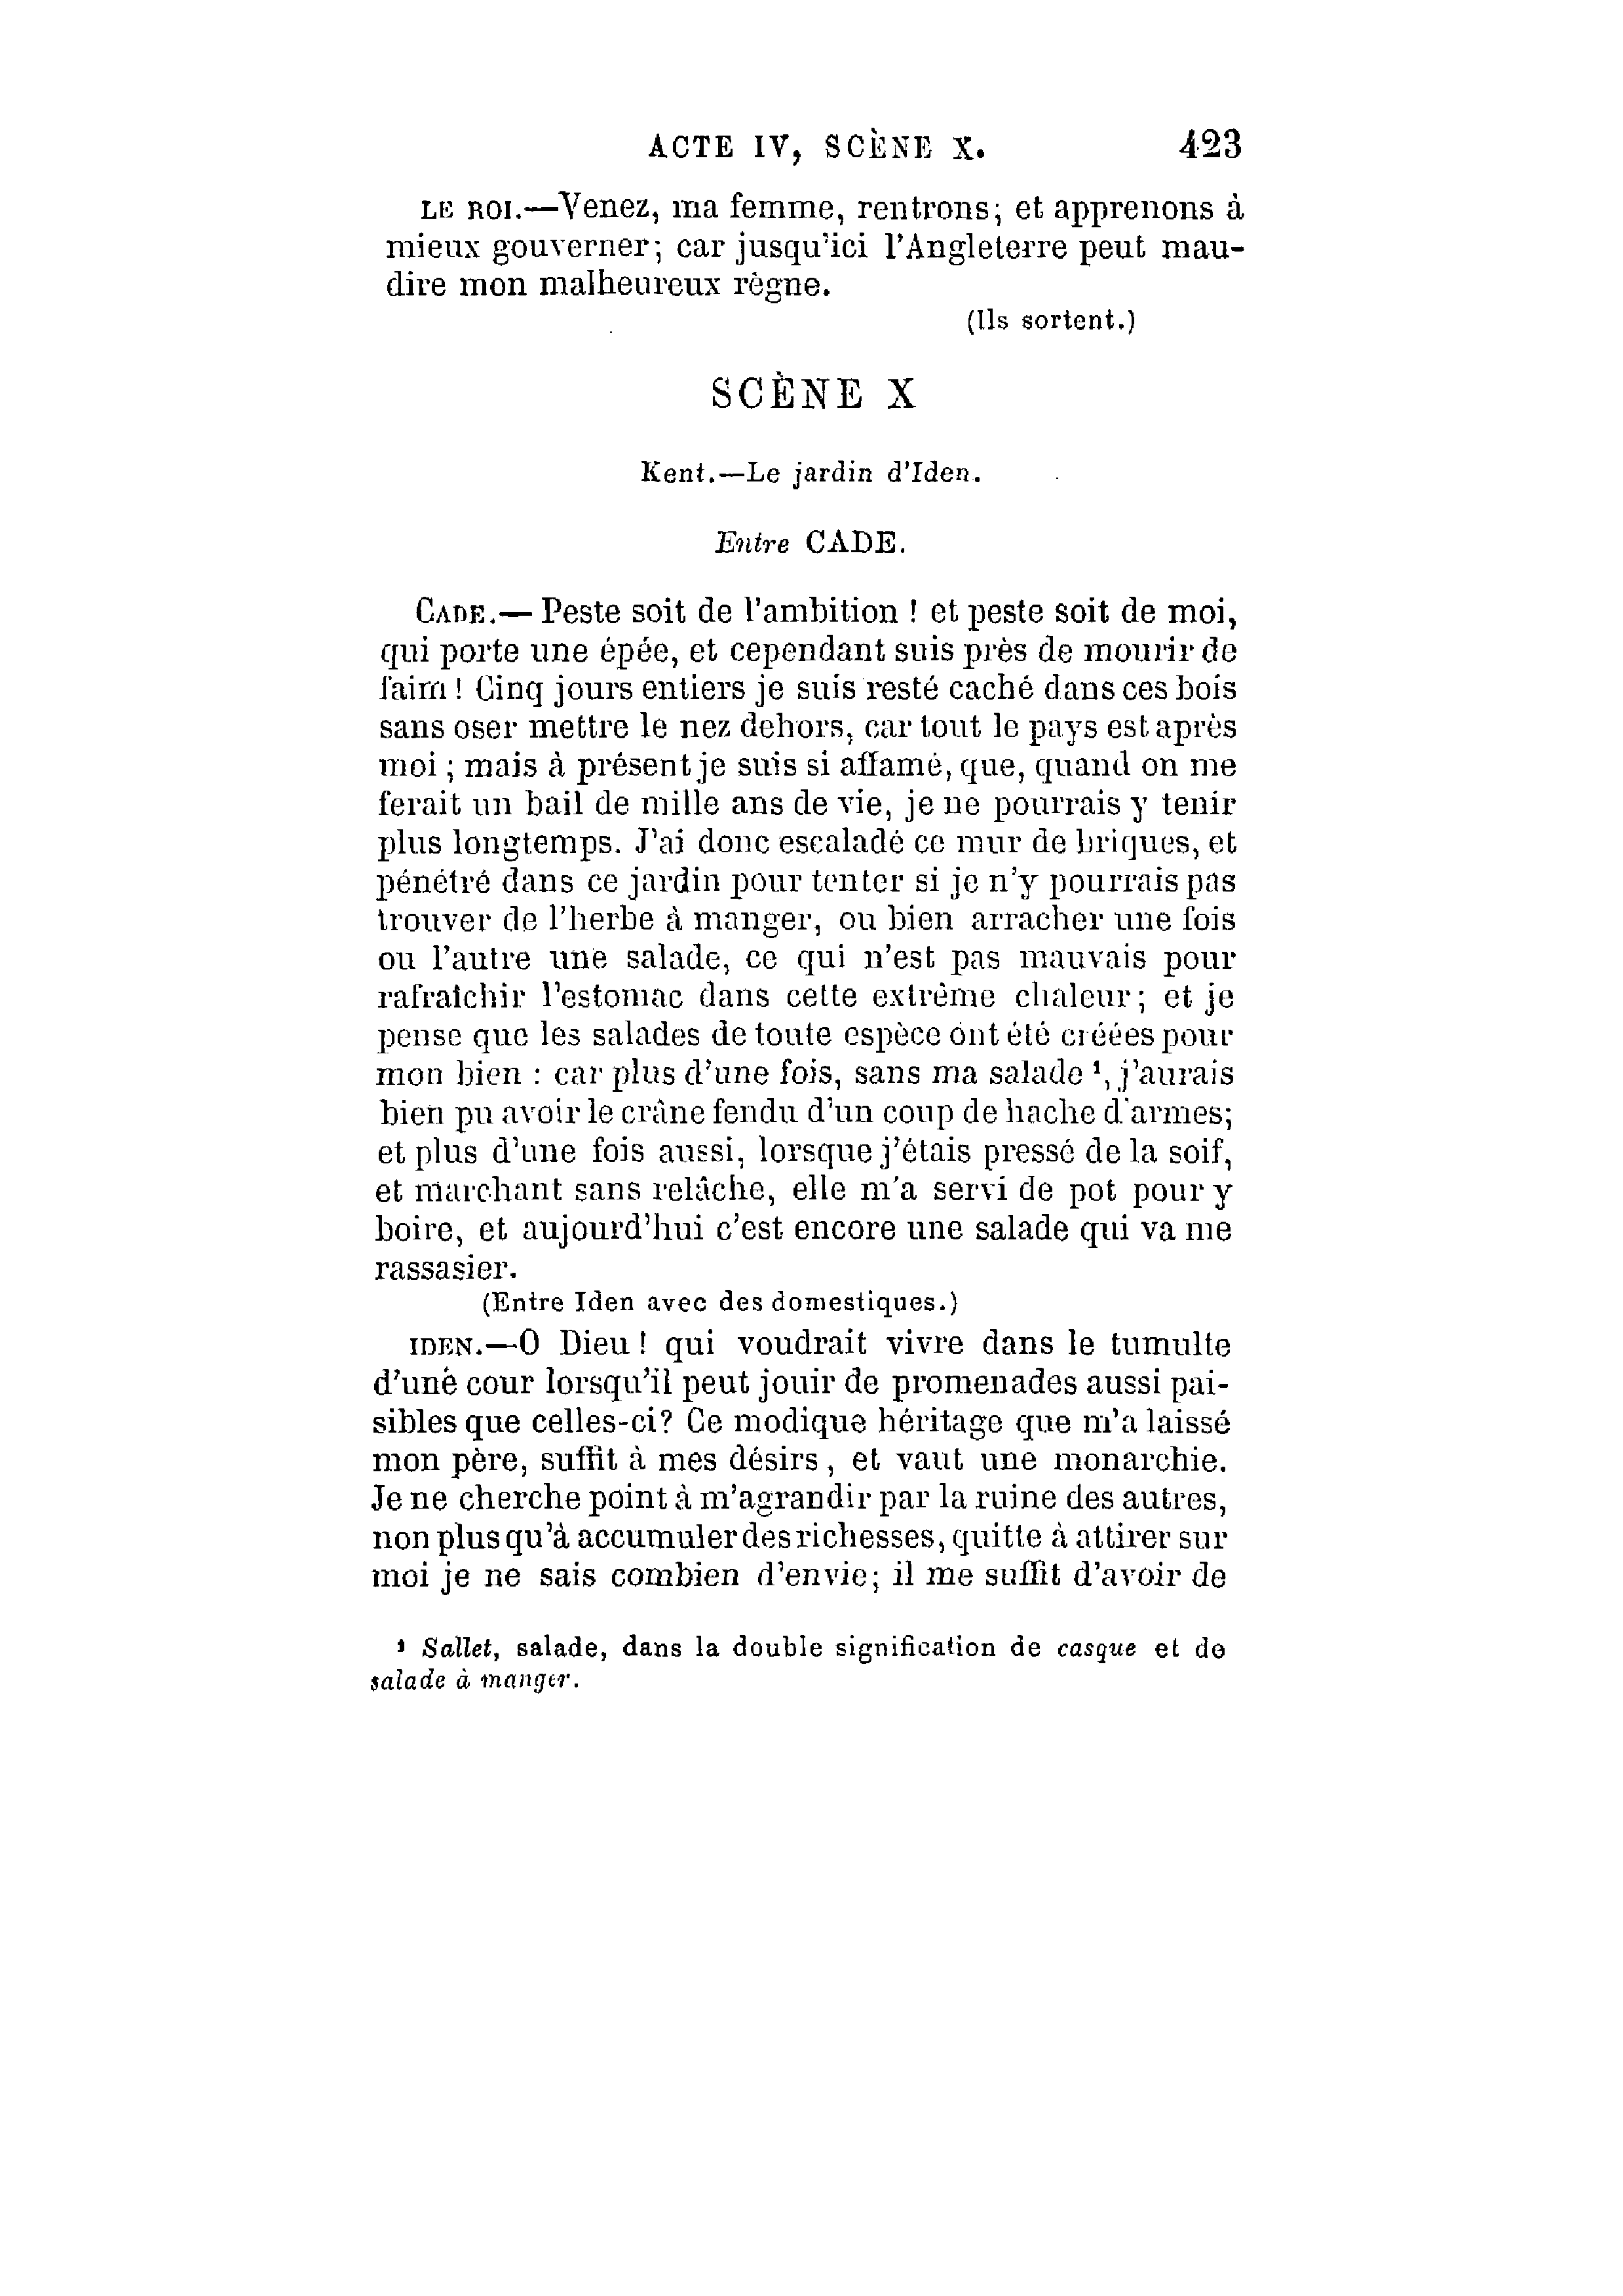 ACTE IV, SCÈNE X. 423
LE ROI.—Venez, ma femme, rentrons; et apprenons à
mieux gouverner; car jusqu'ici l'Angleterre peut mau-
dire mon malheureux règne.
(Ils sortent.)
SCÈNE X
Kent.—Le jardin d'Iden.
Entre CADE.
CADE.— Peste soit de l'ambition ! et peste soit de moi,
qui porte une épée, et cependant suis près de mourir de
faim ! Cinq jours entiers je suis resté caché dans ces bois
sans oser mettre le nez dehors, car tout le pays est après
moi ; mais à présent je suis si affamé, que, quand on me
ferait un bail de mille ans de vie, je ne pourrais y tenir
plus longtemps. J'ai donc escaladé ce mur de briques, et
pénétré dans ce jardin pour tenter si je n'y pourrais pas
trouver de l'herbe à manger, ou bien arracher une fois
ou l'autre une salade, ce qui n'est pas mauvais pour
rafraîchir l'estomac dans cette extrême chaleur; et je
pense que les salades de toute espèce ont été créées pour
mon bien : car plus d'une fois, sans ma salade ¹, j'aurais
bien pu avoir le crâne fendu d'un coup de hache d'armes;
et plus d'une fois aussi, lorsque j'étais pressé de la soif,
et marchant sans relâche, elle m'a servi de pot pour y
boire, et aujourd'hui c'est encore une salade qui va me
rassasier.
(Entre Iden avec des domestiques.)
IDEN.—O Dieu ! qui voudrait vivre dans le tumulte
d'une cour lorsqu'il peut jouir de promenades aussi pai-
sibles que celles-ci? Ce modique héritage que m'a laissé
mon père, suffit à mes désirs, et vaut une monarchie.
Je ne cherche point à m'agrandir par la ruine des autres,
non plus qu'à accumuler des richesses, quitte à attirer sur
moi je ne sais combien d'envie; il me suffit d'avoir de
¹ Sallet, salade, dans la double signification de casque et de
salade à manger.